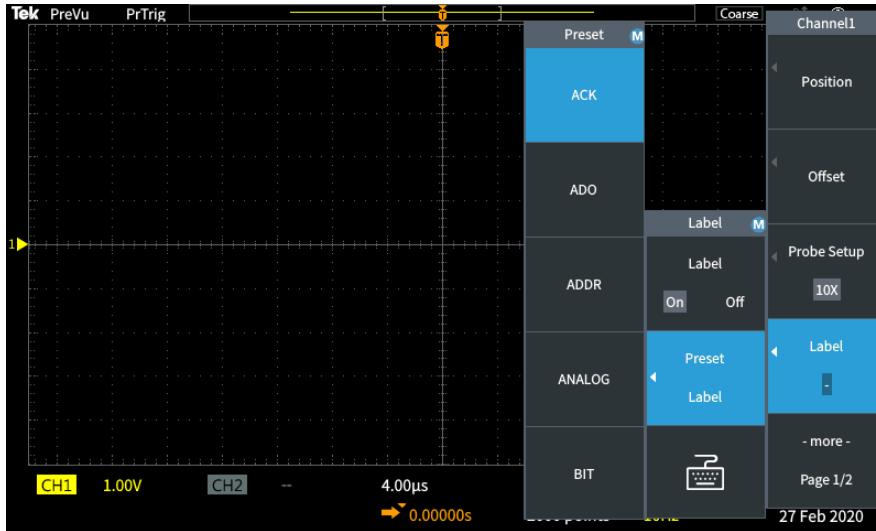 Tek PreVu PrTrig
[ ]
T
Coarse
Channel1
Preset M
T
Position
ACK
ADO
Offset
Label M
1
Label
On Off
Probe Setup
10X
ADDR
Preset
Label
Label
-
ANALOG
- more -
Page 1/2
BIT
CH1 1.00V CH2 -- 4.00µs
0.00000s
27 Feb 2020